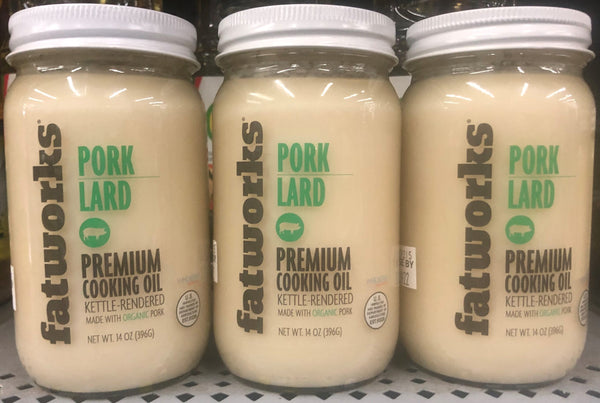 fatworks
PORK
LARD
PREMIUM
COOKING OIL
KETTLE-RENDERED
MADE WITH ORGANIC PORK
NET WT. 14 OZ (396G)
fatworks
PORK
LARD
PREMIUM
COOKING OIL
KETTLE-RENDERED
MADE WITH ORGANIC PORK
NET WT. 14 OZ (396G)
fatworks
PORK
LARD
PREMIUM
COOKING OIL
KETTLE-RENDERED
MADE WITH ORGANIC PORK
NET WT. 14 OZ (396G)
BY